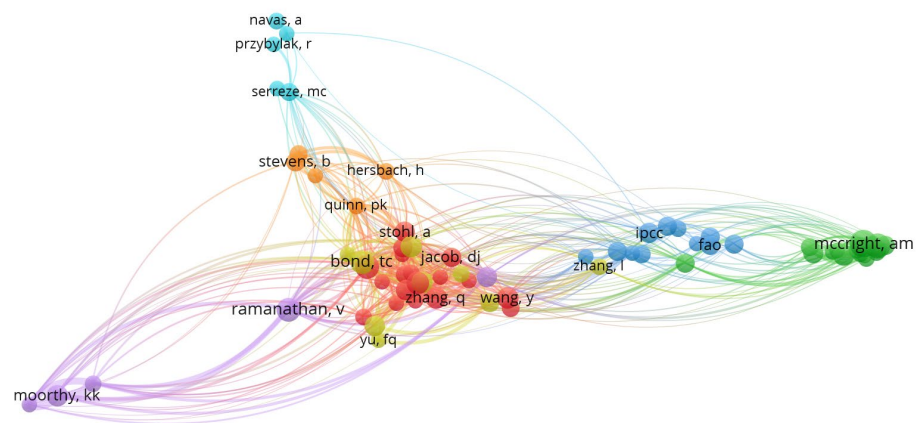 navas, a
przybylak, r
serreze, mc
stevens, b
hersbach, h
quinn, pk
stohl, a
ipcc
fao
mccright, am
bond, tc
jacob, dj
zhang, l
zhang, q
wang, y
ramanathan, v
yu, fq
moorthy, kk